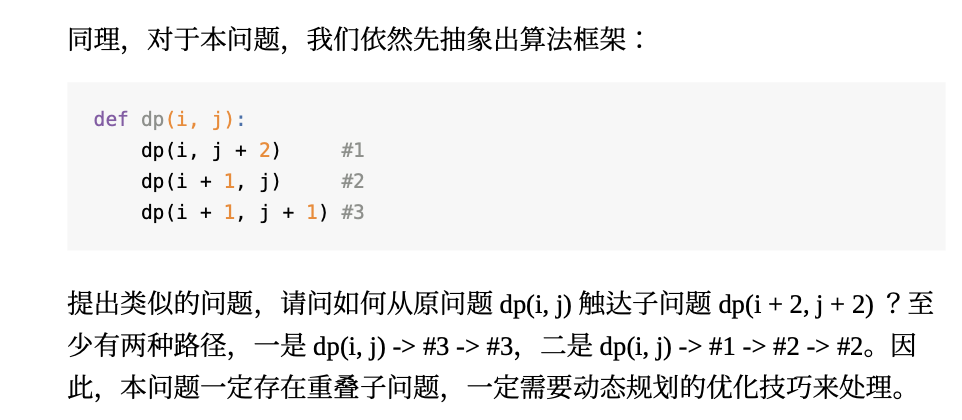 同理，对于本问题，我们依然先抽象出算法框架：
def dp(i, j):
    dp(i, j + 2)     #1
    dp(i + 1, j)     #2
    dp(i + 1, j + 1) #3
提出类似的问题，请问如何从原问题 dp(i, j) 触达子问题 dp(i + 2, j + 2) ？至
少有两种路径，一是 dp(i, j) -> #3 -> #3，二是 dp(i, j) -> #1 -> #2 -> #2。因
此，本问题一定存在重叠子问题，一定需要动态规划的优化技巧来处理。